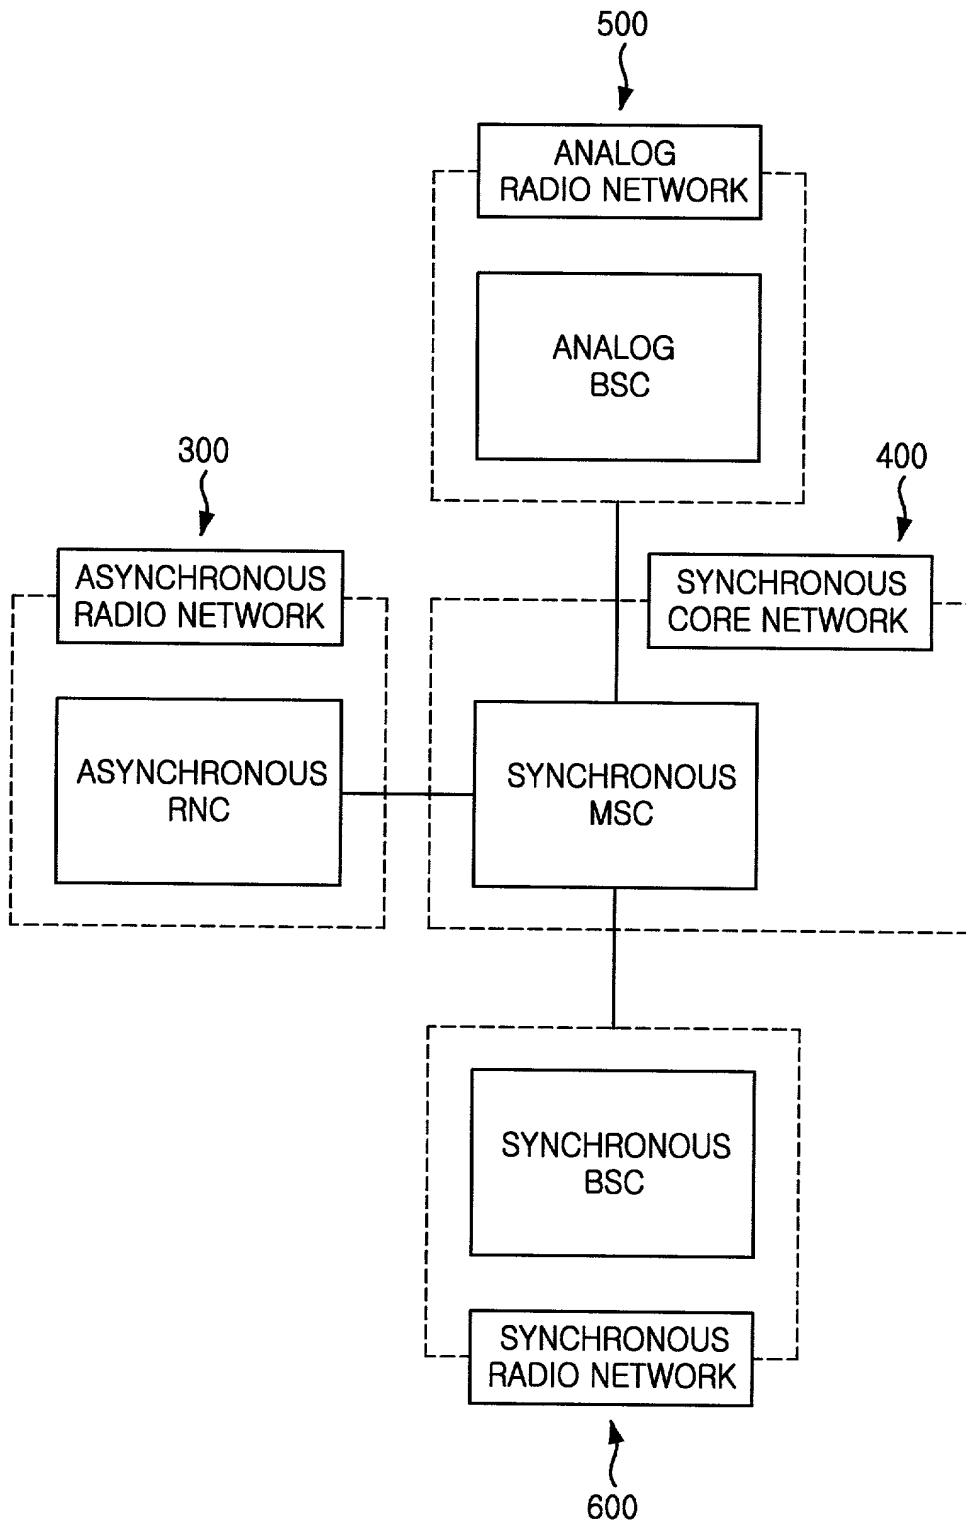 500
ANALOG
RADIO NETWORK
ANALOG
BSC
300
400
ASYNCHRONOUS
RADIO NETWORK
SYNCHRONOUS
CORE NETWORK
ASYNCHRONOUS
RNC
SYNCHRONOUS
MSC
SYNCHRONOUS
BSC
SYNCHRONOUS
RADIO NETWORK
600